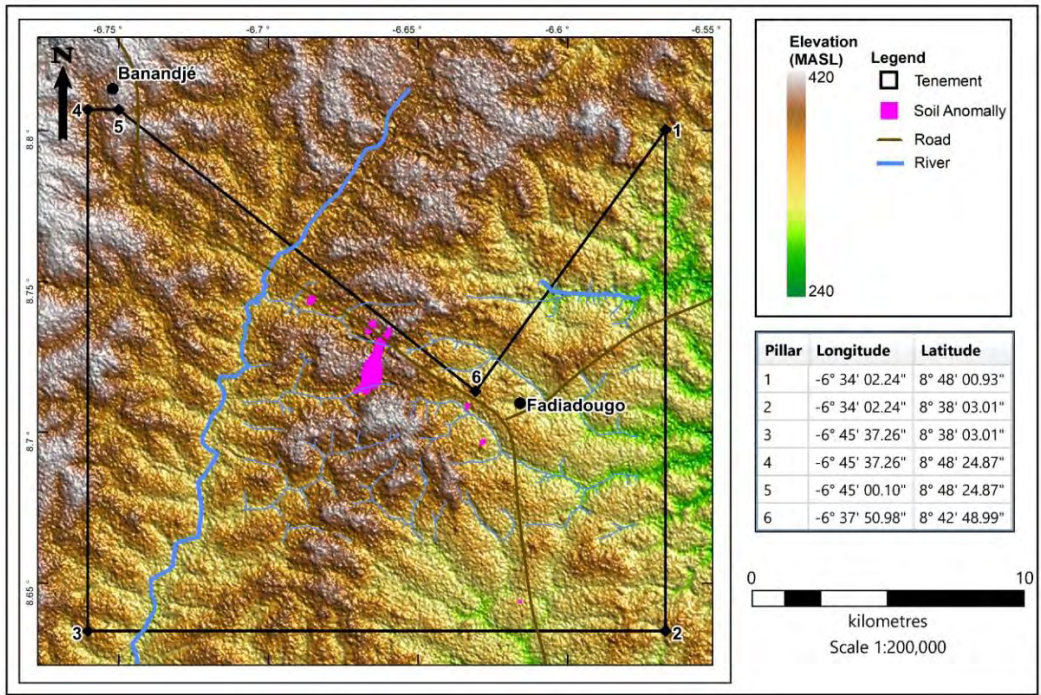 -6.75 °
-6.7 °
-6.65 °
-6.6 °
-6.55 °
8.8 °
8.75 °
8.7 °
8.65 °
N
Banandjé
4
5
1
6
Fadiadougo
3
2
Elevation
(MASL)
420
240
Legend
Tenement
Soil Anomally
Road
River
Pillar Longitude Latitude
1 -6° 34' 02.24" 8° 48' 00.93"
2 -6° 34' 02.24" 8° 38' 03.01"
3 -6° 45' 37.26" 8° 38' 03.01"
4 -6° 45' 37.26" 8° 48' 24.87"
5 -6° 45' 00.10" 8° 48' 24.87"
6 -6° 37' 50.98" 8° 42' 48.99"
0 10
kilometres
Scale 1:200,000